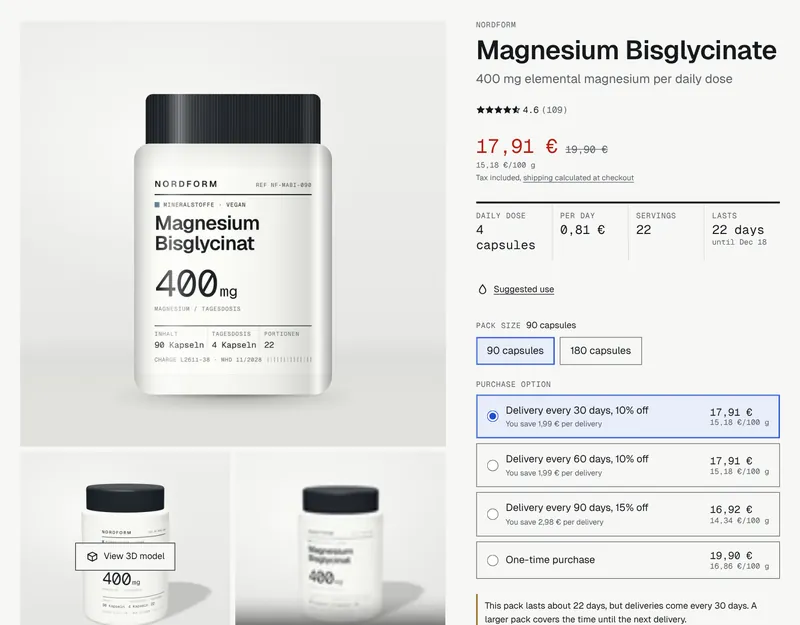 NORDFORM
Magnesium Bisglycinate
400 mg elemental magnesium per daily dose
4.6 (109)
17,91 € 19,90 €
15,18 €/100 g
Tax included, shipping calculated at checkout
DAILY DOSE
4 capsules
PER DAY
0,81 €
SERVINGS
22
LASTS
22 days
until Dec 18
Suggested use
PACK SIZE 90 capsules
90 capsules
180 capsules
PURCHASE OPTION
Delivery every 30 days, 10% off
You save 1,99 € per delivery
17,91 €
15,18 €/100 g
Delivery every 60 days, 10% off
You save 1,99 € per delivery
17,91 €
15,18 €/100 g
Delivery every 90 days, 15% off
You save 2,98 € per delivery
16,92 €
14,34 €/100 g
One-time purchase
19,90 €
16,86 €/100 g
This pack lasts about 22 days, but deliveries come every 30 days. A
larger pack covers the time until the next delivery.
NORDFORM
REF NF-MABI-090
MINERALSTOFFE · VEGAN
Magnesium
Bisglycinat
400mg
MAGNESIUM / TAGESDOSIS
INHALT
90 Kapseln
TAGESDOSIS
4 Kapseln
PORTIONEN
22
CHARGE L2611-38 · MHD 11/2028
NORDFORM
View 3D model
400mg
90 Kapseln 4 Kapseln 22
NORDFORM
Magnesium
Bisglycinat
400mg